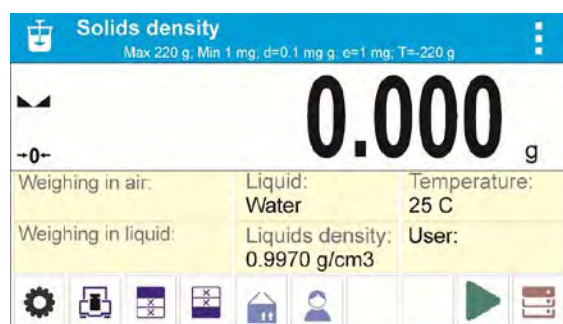 Solids density
Max 220 g; Min 1 mg; d=0.1 mg g; e=1 mg; T=-220 g
0.000 g
→0←
Weighing in air: Liquid: Temperature:
Water 25 C
Weighing in liquid: Liquids density: User:
0.9970 g/cm3